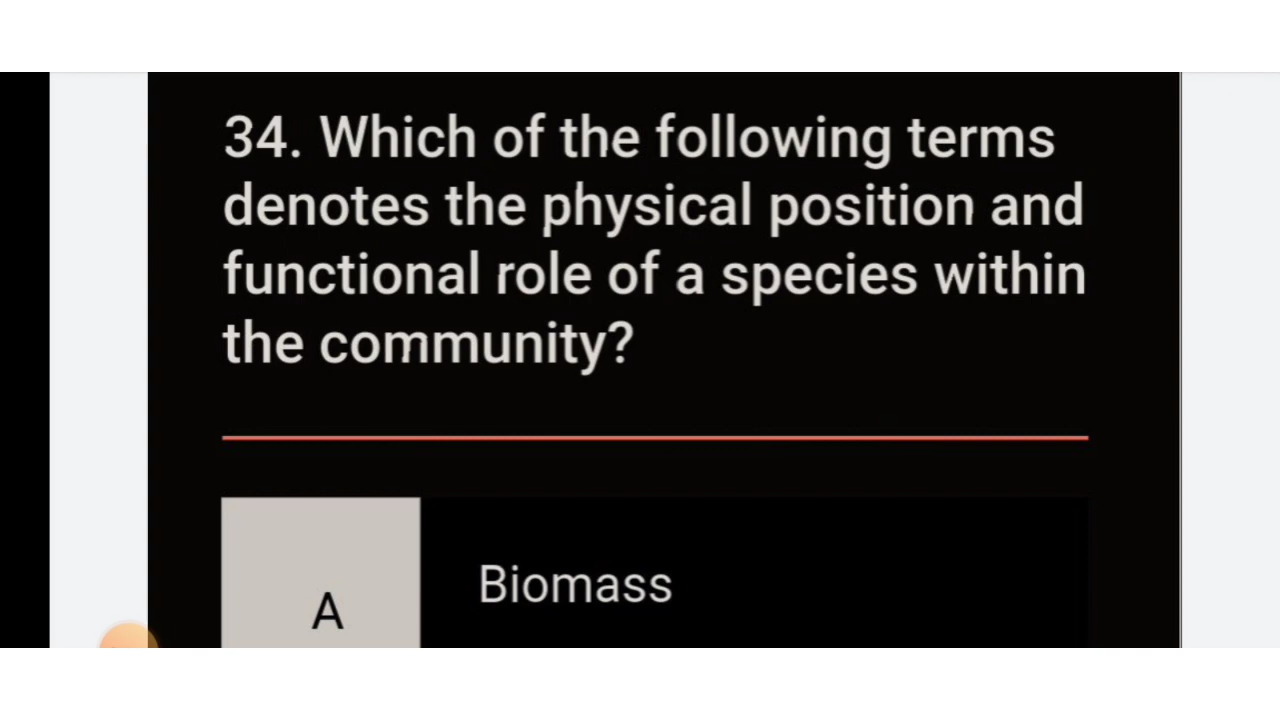 34. Which of the following terms
denotes the physical position and
functional role of a species within
the community?
A
Biomass